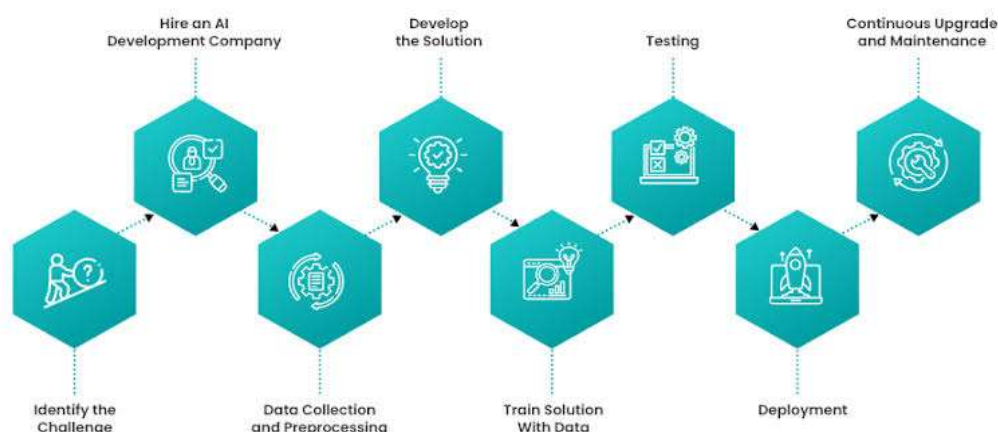 Hire an AI
Development Company
Develop
the Solution
Testing
Continuous Upgrade
and Maintenance
?
Identify the
Challenge
Data Collection
and Preprocessing
Train Solution
With Data
Deployment